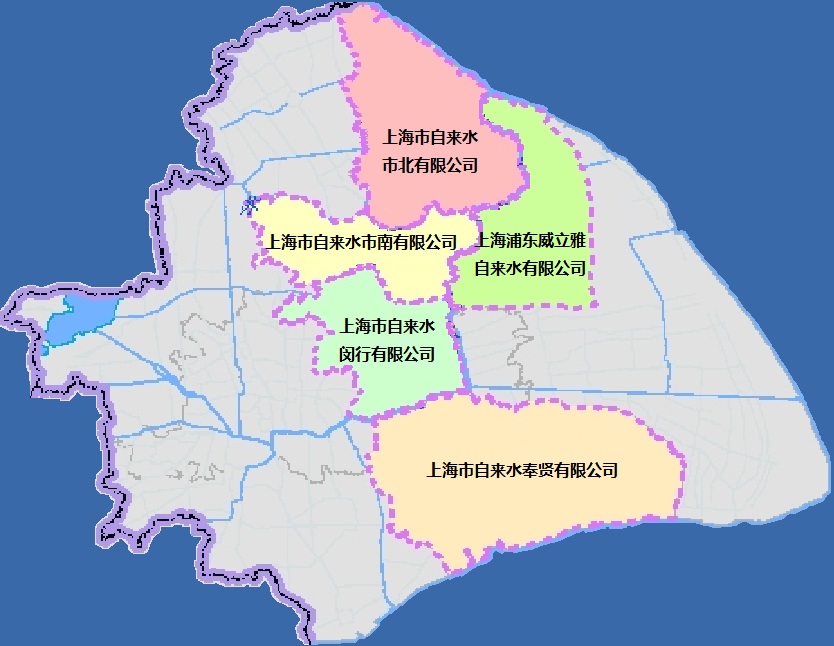 上海市自来水
市北有限公司
上海市自来水市南有限公司
上海浦东威立雅
自来水有限公司
上海市自来水
闵行有限公司
上海市自来水奉贤有限公司